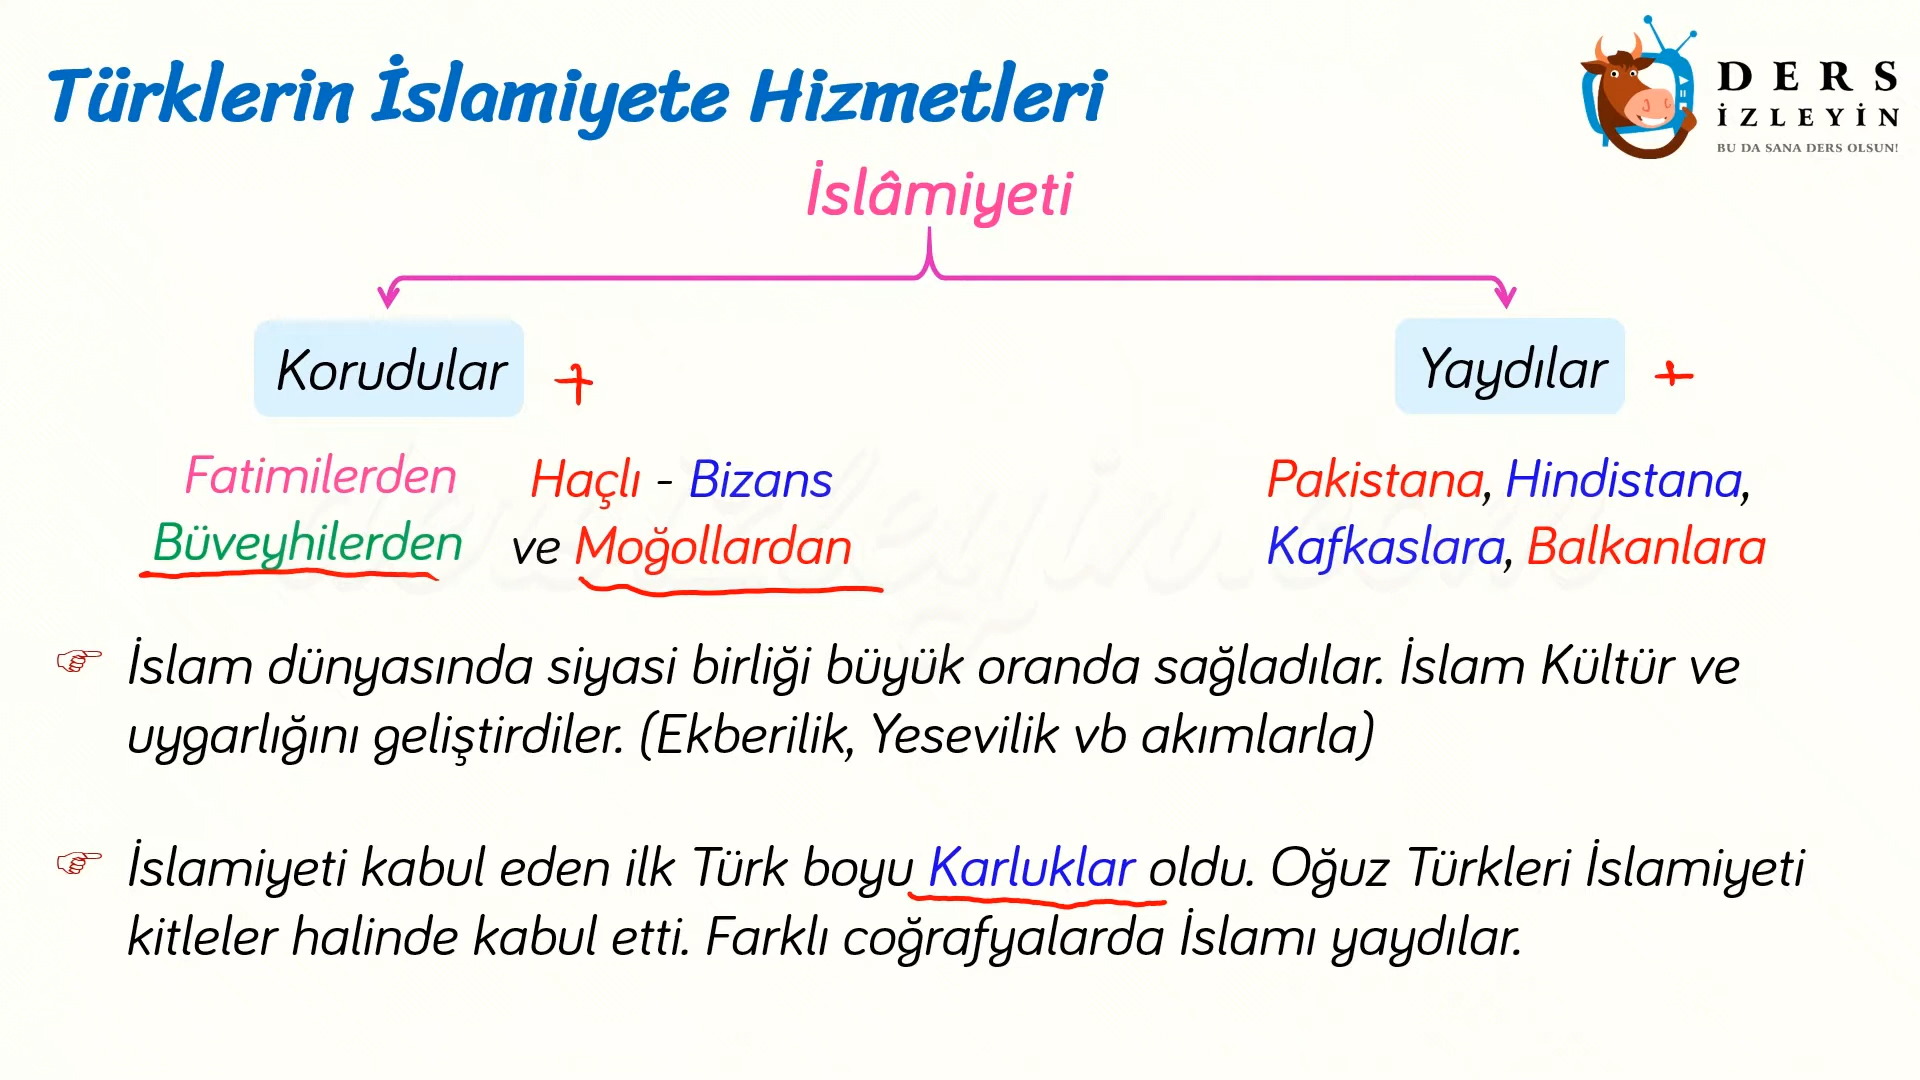 Türklerin İslamiyete Hizmetleri
DERS
İZLEYİN
BU DA SANA DERS OLSUN!
İslâmiyeti
Korudular +
Yaydılar +
Fatimilerden
Büveyhilerden
Haçlı - Bizans
ve Moğollardan
Pakistana, Hindistana,
Kafkaslara, Balkanlara
İslam dünyasında siyasi birliği büyük oranda sağladılar. İslam Kültür ve
uygarlığını geliştirdiler. (Ekberilik, Yesevilik vb akımlarla)
İslamiyeti kabul eden ilk Türk boyu Karluklar oldu. Oğuz Türkleri İslamiyeti
kitleler halinde kabul etti. Farklı coğrafyalarda İslamı yaydılar.